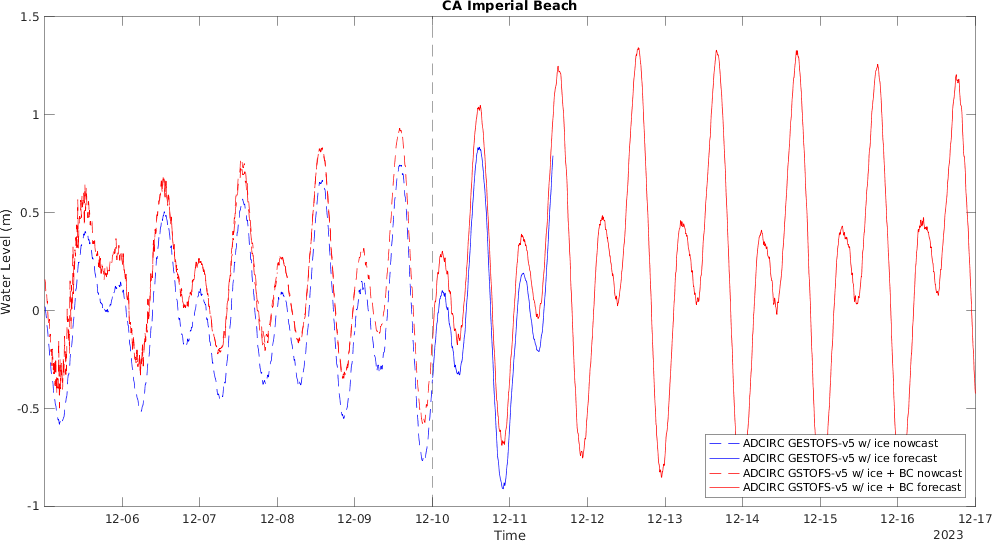 CA Imperial Beach
1.5
1
0.5
0
-0.5
-1
Water Level (m)
12-06
12-07
12-08
12-09
12-10
12-11
12-12
12-13
12-14
12-15
12-16
12-17
Time
2023
ADCIRC GESTOFS-v5 w/ ice nowcast
ADCIRC GESTOFS-v5 w/ ice forecast
ADCIRC GSTOFS-v5 w/ ice + BC nowcast
ADCIRC GSTOFS-v5 w/ ice + BC forecast